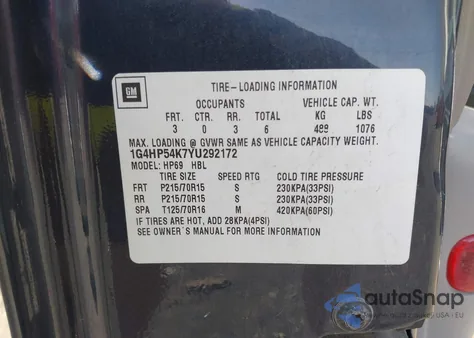 GM
TIRE-LOADING INFORMATION
OCCUPANTS VEHICLE CAP. WT.
FRT. CTR. RR. TOTAL KG LBS
3 0 3 6 488 1076
MAX. LOADING @ GVWR SAME AS VEHICLE CAPACITY WEIGHT.
1G4HP54K7YU292172
MODEL: HP69 HBL
TIRE SIZE SPEED RTG COLD TIRE PRESSURE
FRT P215/70R15 S 230KPA(33PSI)
RR P215/70R15 S 230KPA(33PSI)
SPA T125/70R16 M 420KPA(60PSI)
IF TIRES ARE HOT, ADD 28KPA(4PSI)
SEE OWNER'S MANUAL FOR MORE INFORMATION
autoSnap